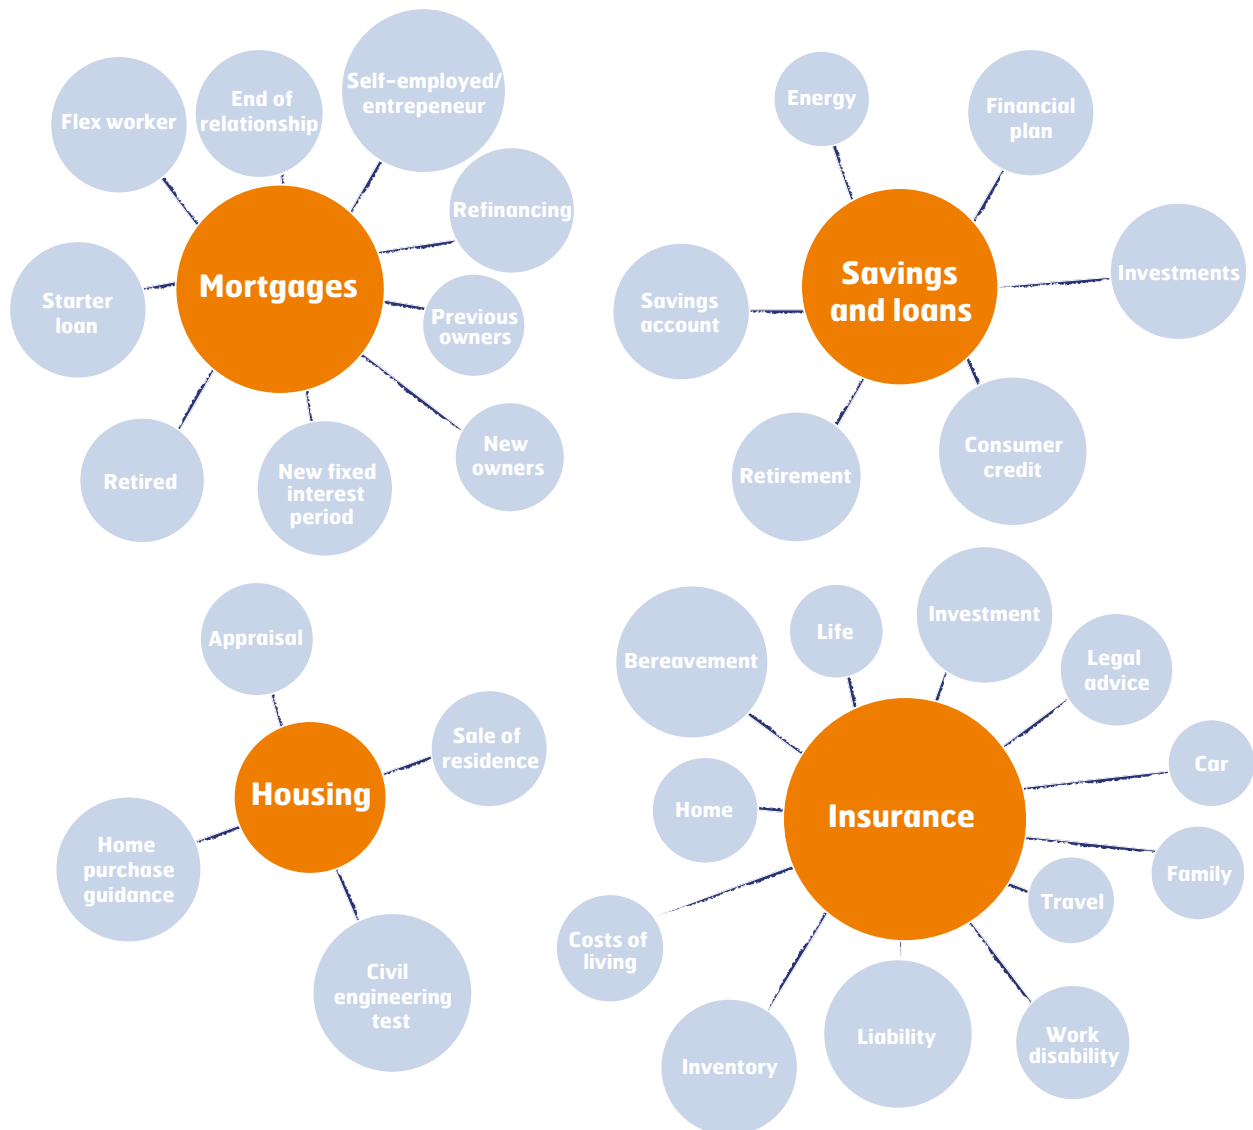 End of
relationship
Self-employed/
entrepeneur
Flex worker
Refinancing
Mortgages
Starter
loan
Previous
owners
New
owners
Retired
New fixed
interest
period
Energy
Financial
plan
Investments
Savings
and loans
Savings
account
Consumer
credit
Retirement
Appraisal
Sale of
residence
Housing
Home
purchase
guidance
Civil
engineering
test
Life
Investment
Bereavement
Legal
advice
Car
Home
Insurance
Family
Travel
Costs of
living
Liability
Work
disability
Inventory